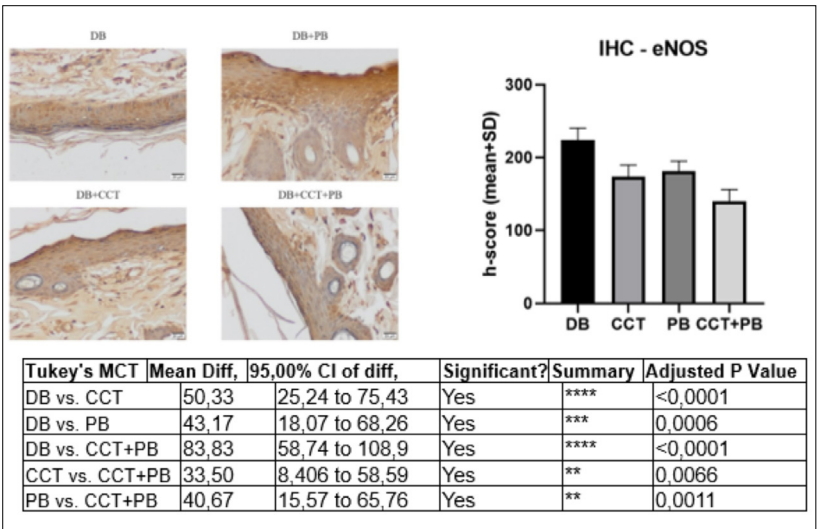 DB
DB+PB
DB+CCT
DB+CCT+PB
IHC - eNOS
h-score (mean+SD)
300
200
100
0
DB CCT PB CCT+PB
Tukey's MCT Mean Diff, 95,00% CI of diff, Significant? Summary Adjusted P Value
DB vs. CCT 50,33 25,24 to 75,43 Yes **** <0,0001
DB vs. PB 43,17 18,07 to 68,26 Yes *** 0,0006
DB vs. CCT+PB 83,83 58,74 to 108,9 Yes **** <0,0001
CCT vs. CCT+PB 33,50 8,406 to 58,59 Yes ** 0,0066
PB vs. CCT+PB 40,67 15,57 to 65,76 Yes ** 0,0011